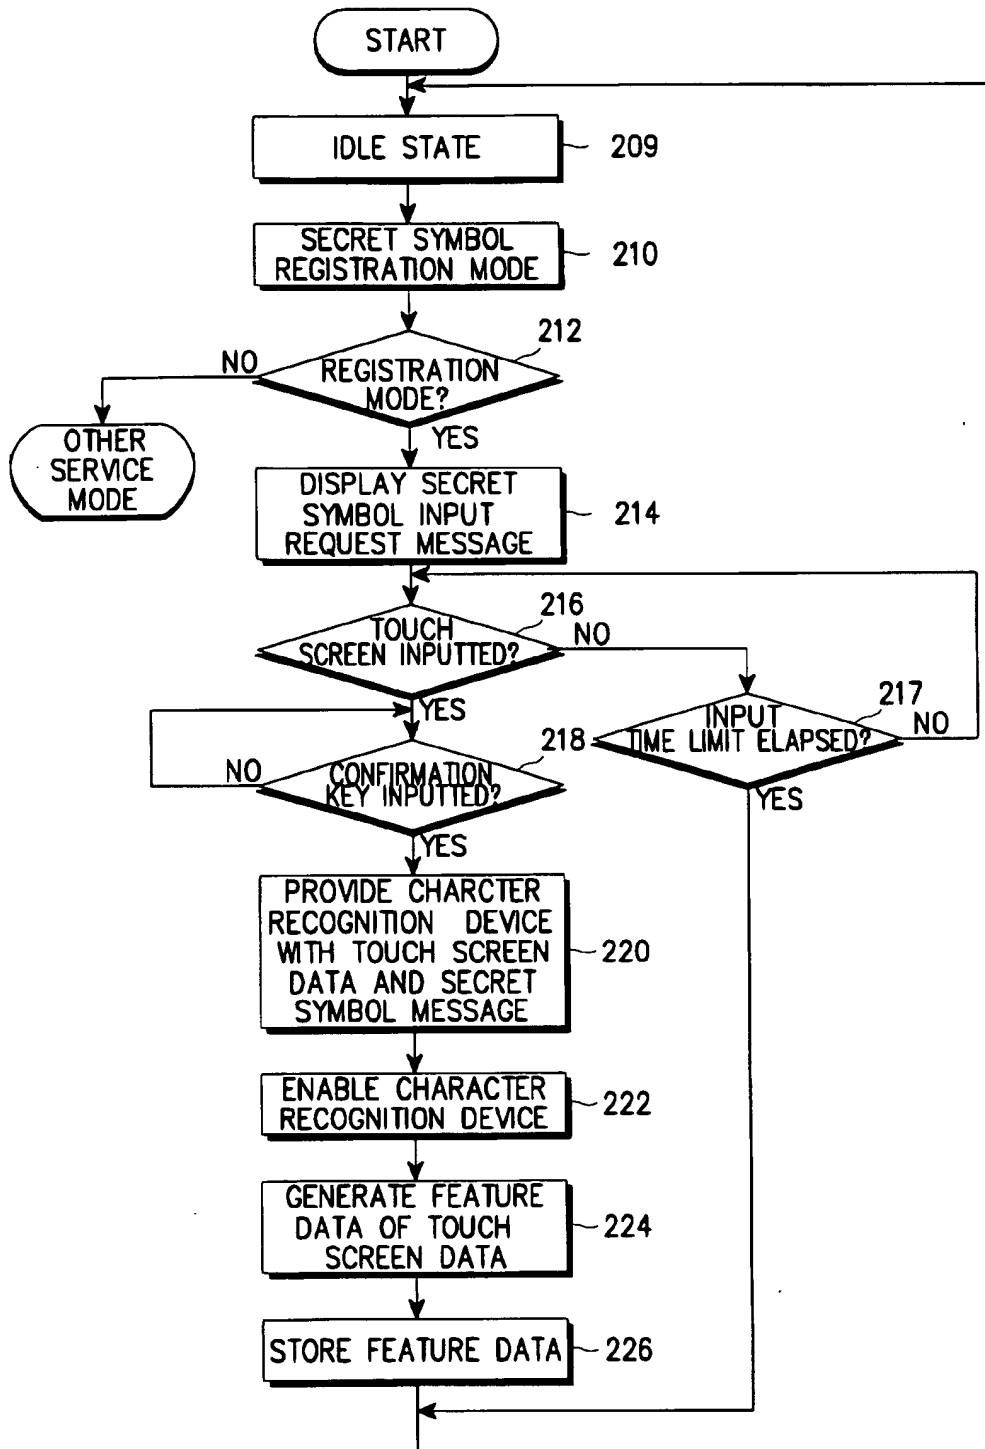 START
IDLE STATE
209
SECRET SYMBOL
REGISTRATION MODE
210
212
NO
REGISTRATION
MODE?
YES
OTHER
SERVICE
MODE
DISPLAY SECRET
SYMBOL INPUT
REQUEST MESSAGE
214
216
TOUCH
SCREEN INPUTTED?
NO
YES
217
INPUT
TIME LIMIT ELAPSED?
NO
YES
218
NO
CONFIRMATION
KEY INPUTTED?
YES
PROVIDE CHARCTER
RECOGNITION DEVICE
WITH TOUCH SCREEN
DATA AND SECRET
SYMBOL MESSAGE
220
ENABLE CHARACTER
RECOGNITION DEVICE
222
GENERATE FEATURE
DATA OF TOUCH
SCREEN DATA
224
STORE FEATURE DATA
226